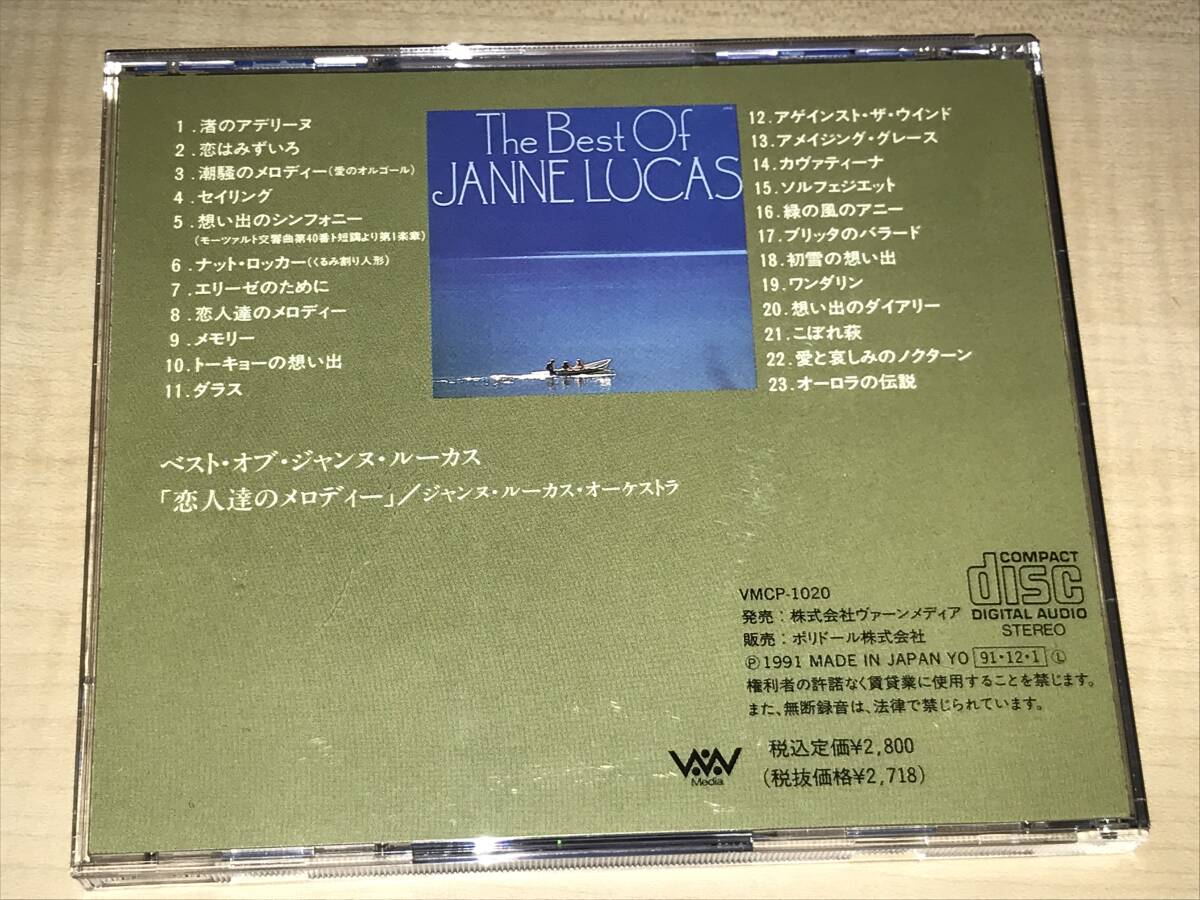 1.渚のアデリーヌ
2.恋はみずいろ
3.潮騒のメロディー(愛のオルゴール)
4.セイリング
5.想い出のシンフォニー
(モーツァルト交響曲第40番ト短調より第1楽章)
6.ナット・ロッカー(くるみ割り人形)
7.エリーゼのために
8.恋人達のメロディー
9.メモリー
10.トーキョーの想い出
11.ダラス
The Best Of
JANNE LUCAS
12.アゲインスト・ザ・ウインド
13.アメイジング・グレース
14.カヴァティーナ
15.ソルフェジエット
16.緑の風のアニー
17.ブリッタのバラード
18.初雪の想い出
19.ワンダリン
20.想い出のダイアリー
21.こぼれ萩
22.愛と哀しみのノクターン
23.オーロラの伝説
ベスト・オブ・ジャンヌ・ルーカス
「恋人達のメロディー」/ジャンヌ・ルーカス・オーケストラ
COMPACT
disc
DIGITAL AUDIO
STEREO
VMCP-1020
発売:株式会社ヴァーンメディア
販売:ポリドール株式会社
Ⓟ1991 MADE IN JAPAN YO 91・12・1 Ⓛ
権利者の許諾なく賃貸業に使用することを禁じます。
また、無断録音は、法律で禁じられています。
Media
税込定価¥2,800
(税抜価格¥2,718)